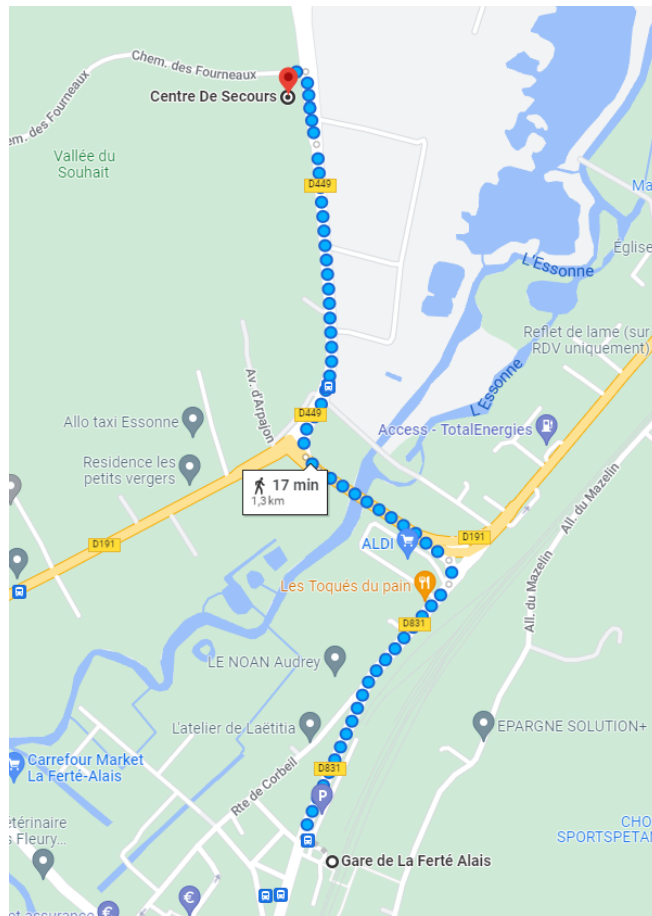 Chem. des Fourneaux
Centre De Secours
em. des Fourneaux
Vallée du
Souhait
D449
Ma
Église
L'Essonne
Reflet de lame (sur
RDV uniquement)
Av. d'Arpajon
L'Essonne
D449
Allo taxi Essonne
Access - TotalEnergies
Residence les
petits vergers
17 min
1,3 km
All. du Mazelin
D191
D191
ALDI
Les Toqués du pain
All. du Mazelin
D831
LE NOAN Audrey
L'atelier de Laëtitia
EPARGNE SOLUTION+
Carrefour Market
La Ferté-Alais
D831
Rte de Corbeil
P
étérinaire
s Fleury...
CHO
SPORTSPETA
Gare de La Ferté Alais
€
€
et assurance